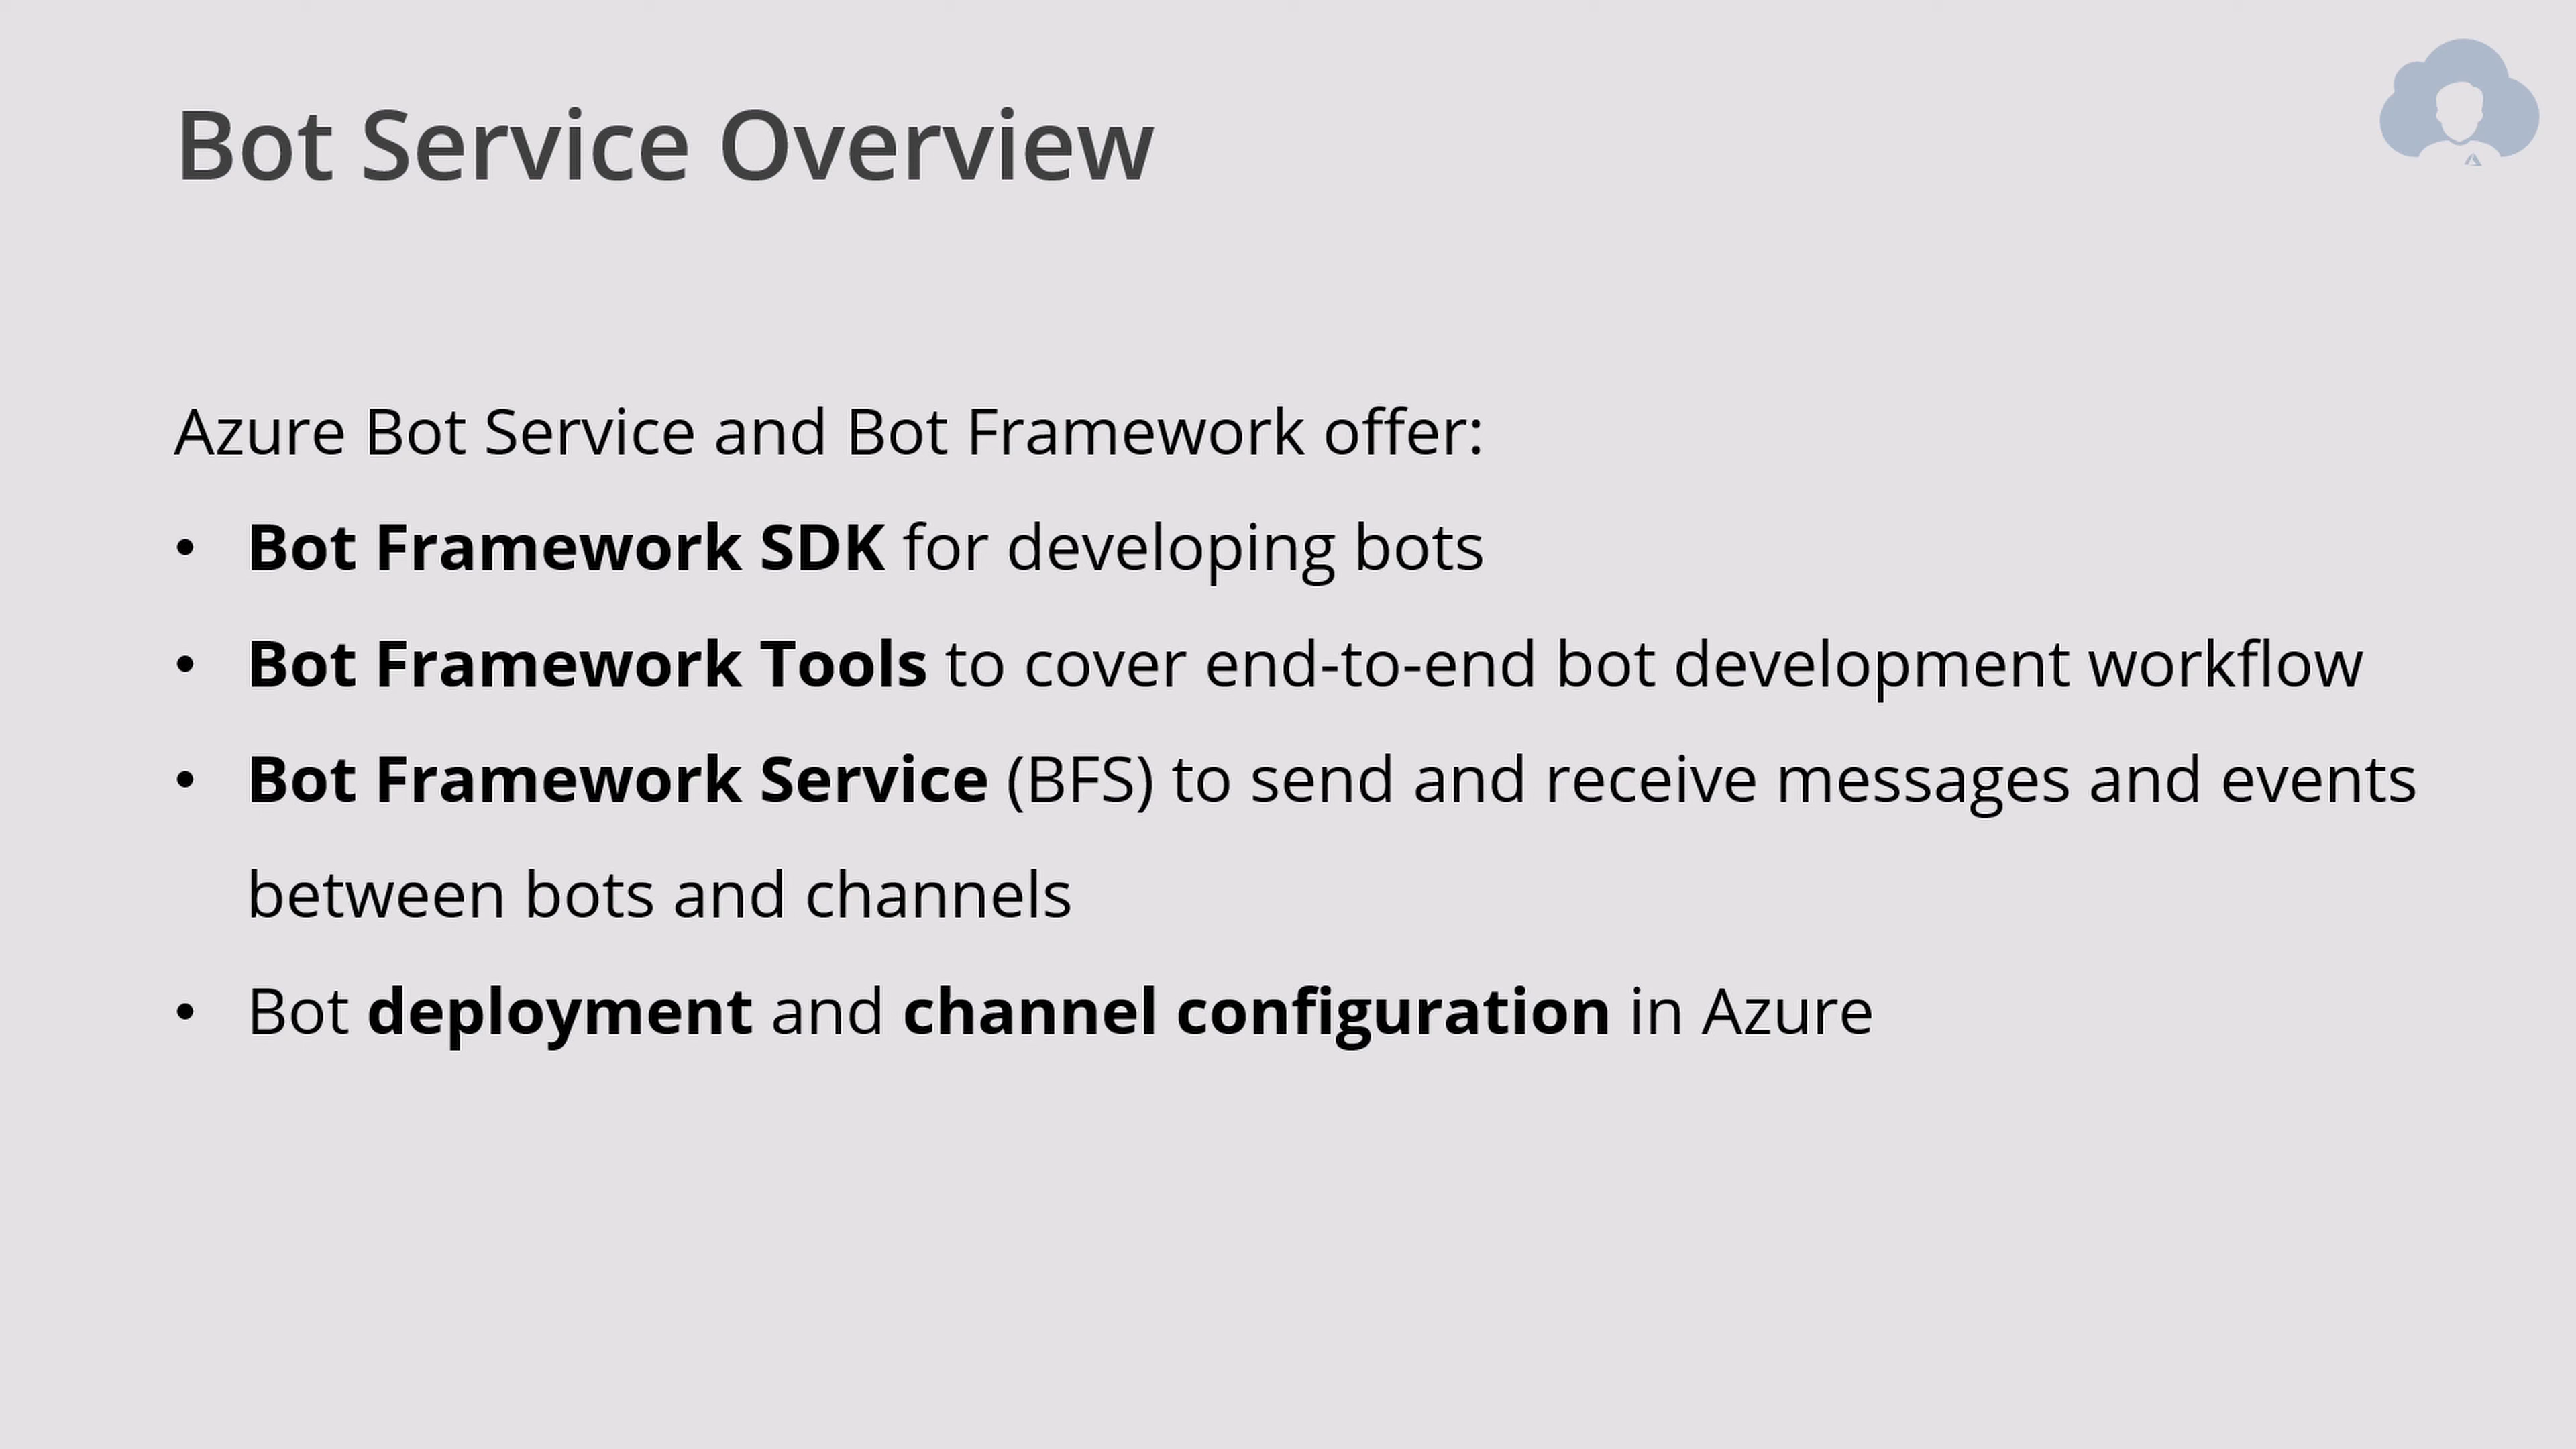 Bot Service Overview
Azure Bot Service and Bot Framework offer:
• Bot Framework SDK for developing bots
• Bot Framework Tools to cover end-to-end bot development workflow
• Bot Framework Service (BFS) to send and receive messages and events
between bots and channels
• Bot deployment and channel configuration in Azure